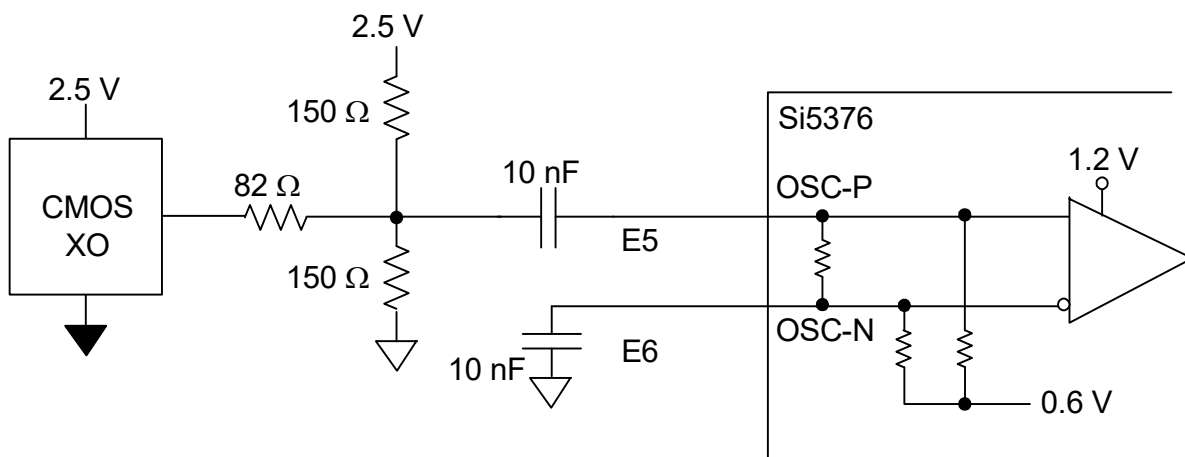 2.5 V
2.5 V
150 Ω
Si5376
10 nF
OSC-P
1.2 V
82 Ω
CMOS
XO
E5
150 Ω
OSC-N
10 nF
E6
0.6 V